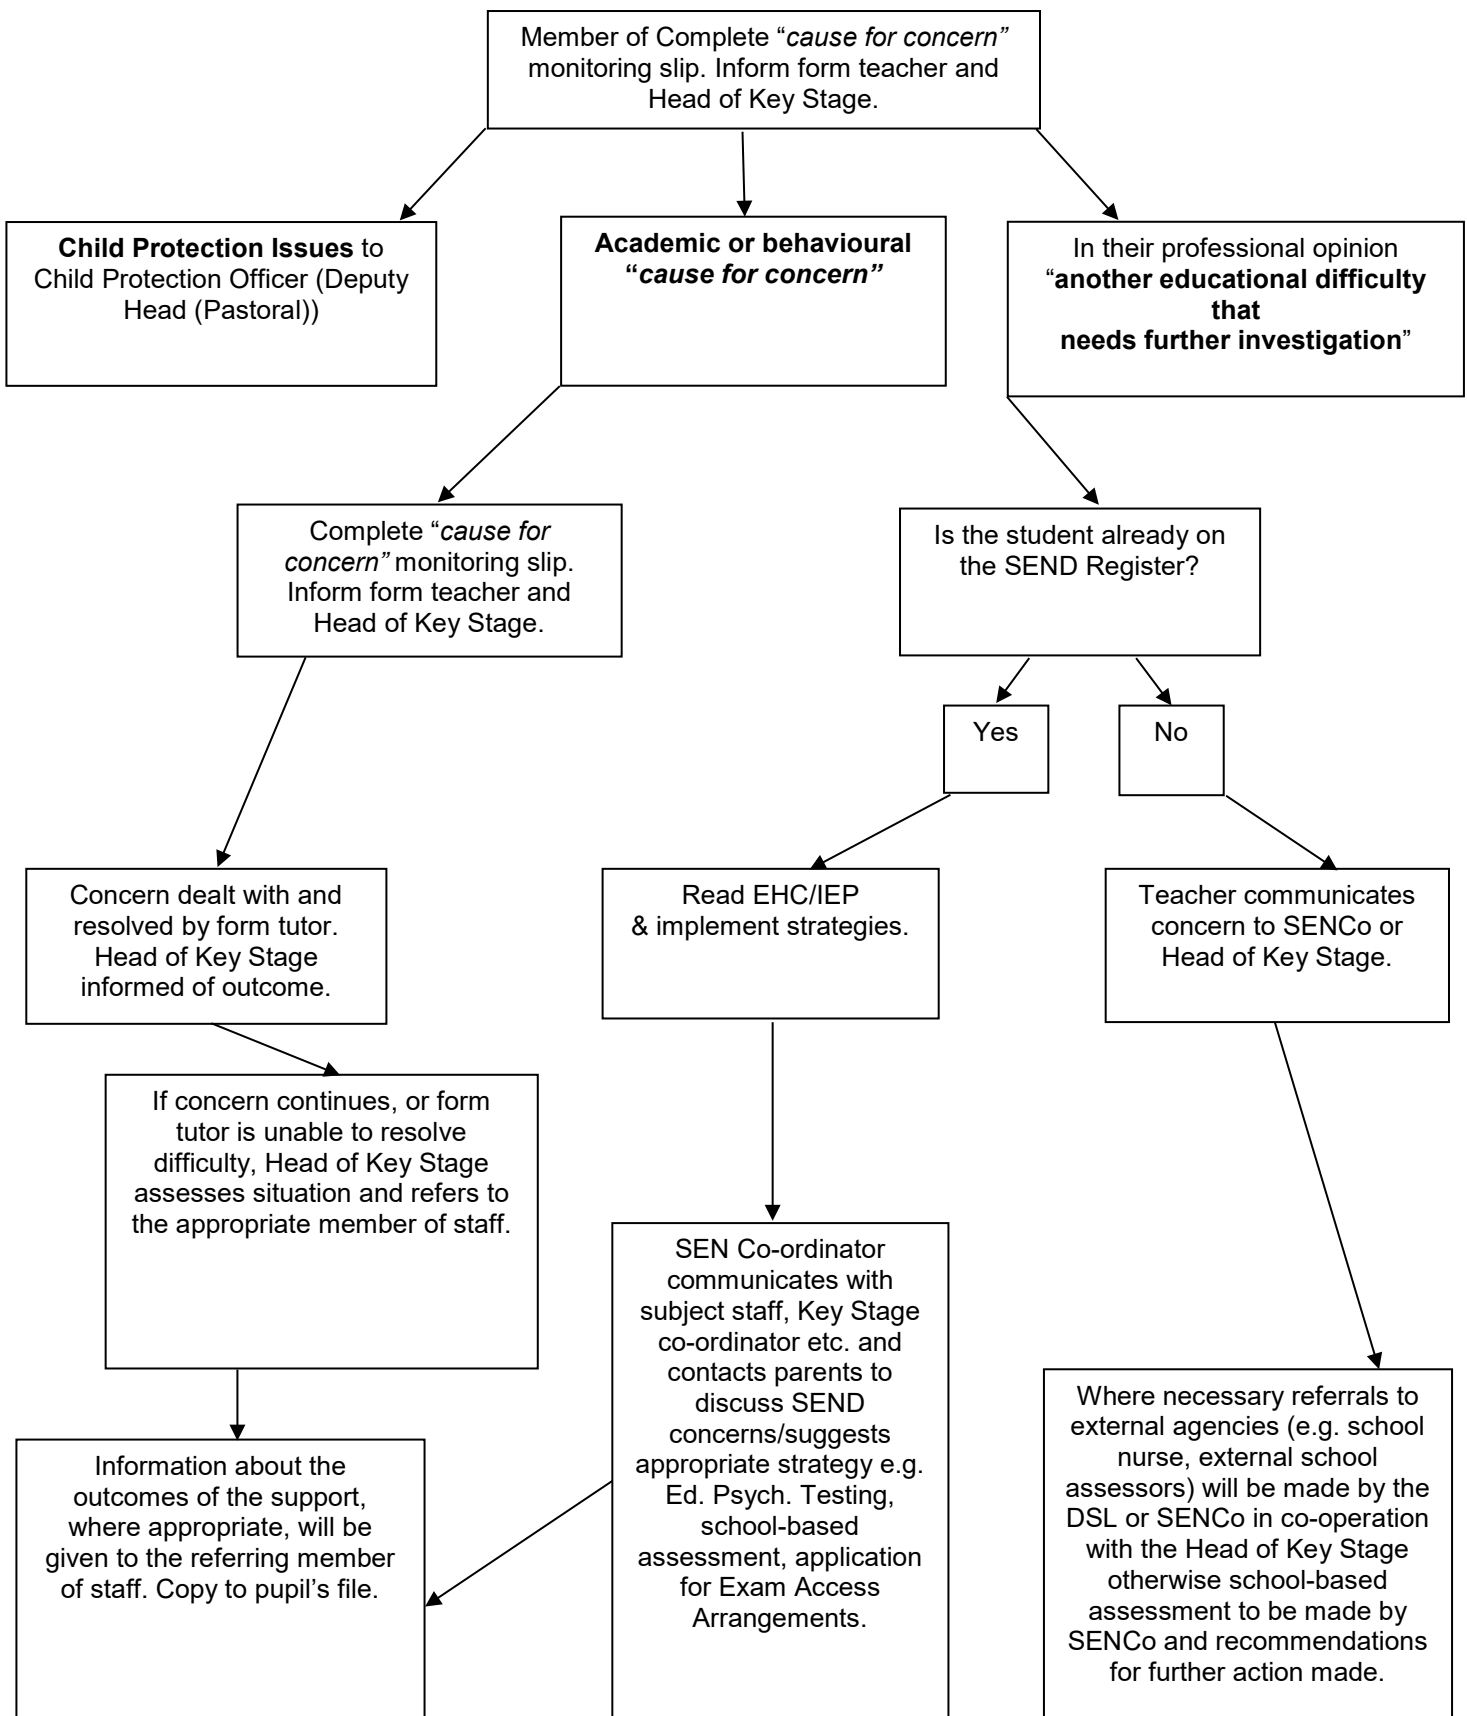 Member of Complete “cause for concern”
monitoring slip. Inform form teacher and
Head of Key Stage.
Child Protection Issues to
Child Protection Officer (Deputy
Head (Pastoral))
Academic or behavioural
“cause for concern”
In their professional opinion
“another educational difficulty
that
needs further investigation”
Complete “cause for
concern” monitoring slip.
Inform form teacher and
Head of Key Stage.
Is the student already on
the SEND Register?
Yes
No
Concern dealt with and
resolved by form tutor.
Head of Key Stage
informed of outcome.
Read EHC/IEP
& implement strategies.
Teacher communicates
concern to SENCo or
Head of Key Stage.
If concern continues, or form
tutor is unable to resolve
difficulty, Head of Key Stage
assesses situation and refers to
the appropriate member of staff.
SEN Co-ordinator
communicates with
subject staff, Key Stage
co-ordinator etc. and
contacts parents to
discuss SEND
concerns/suggests
appropriate strategy e.g.
Ed. Psych. Testing,
school-based
assessment, application
for Exam Access
Arrangements.
Where necessary referrals to
external agencies (e.g. school
nurse, external school
assessors) will be made by the
DSL or SENCo in co-operation
with the Head of Key Stage
otherwise school-based
assessment to be made by
SENCo and recommendations
for further action made.
Information about the
outcomes of the support,
where appropriate, will be
given to the referring member
of staff. Copy to pupil’s file.